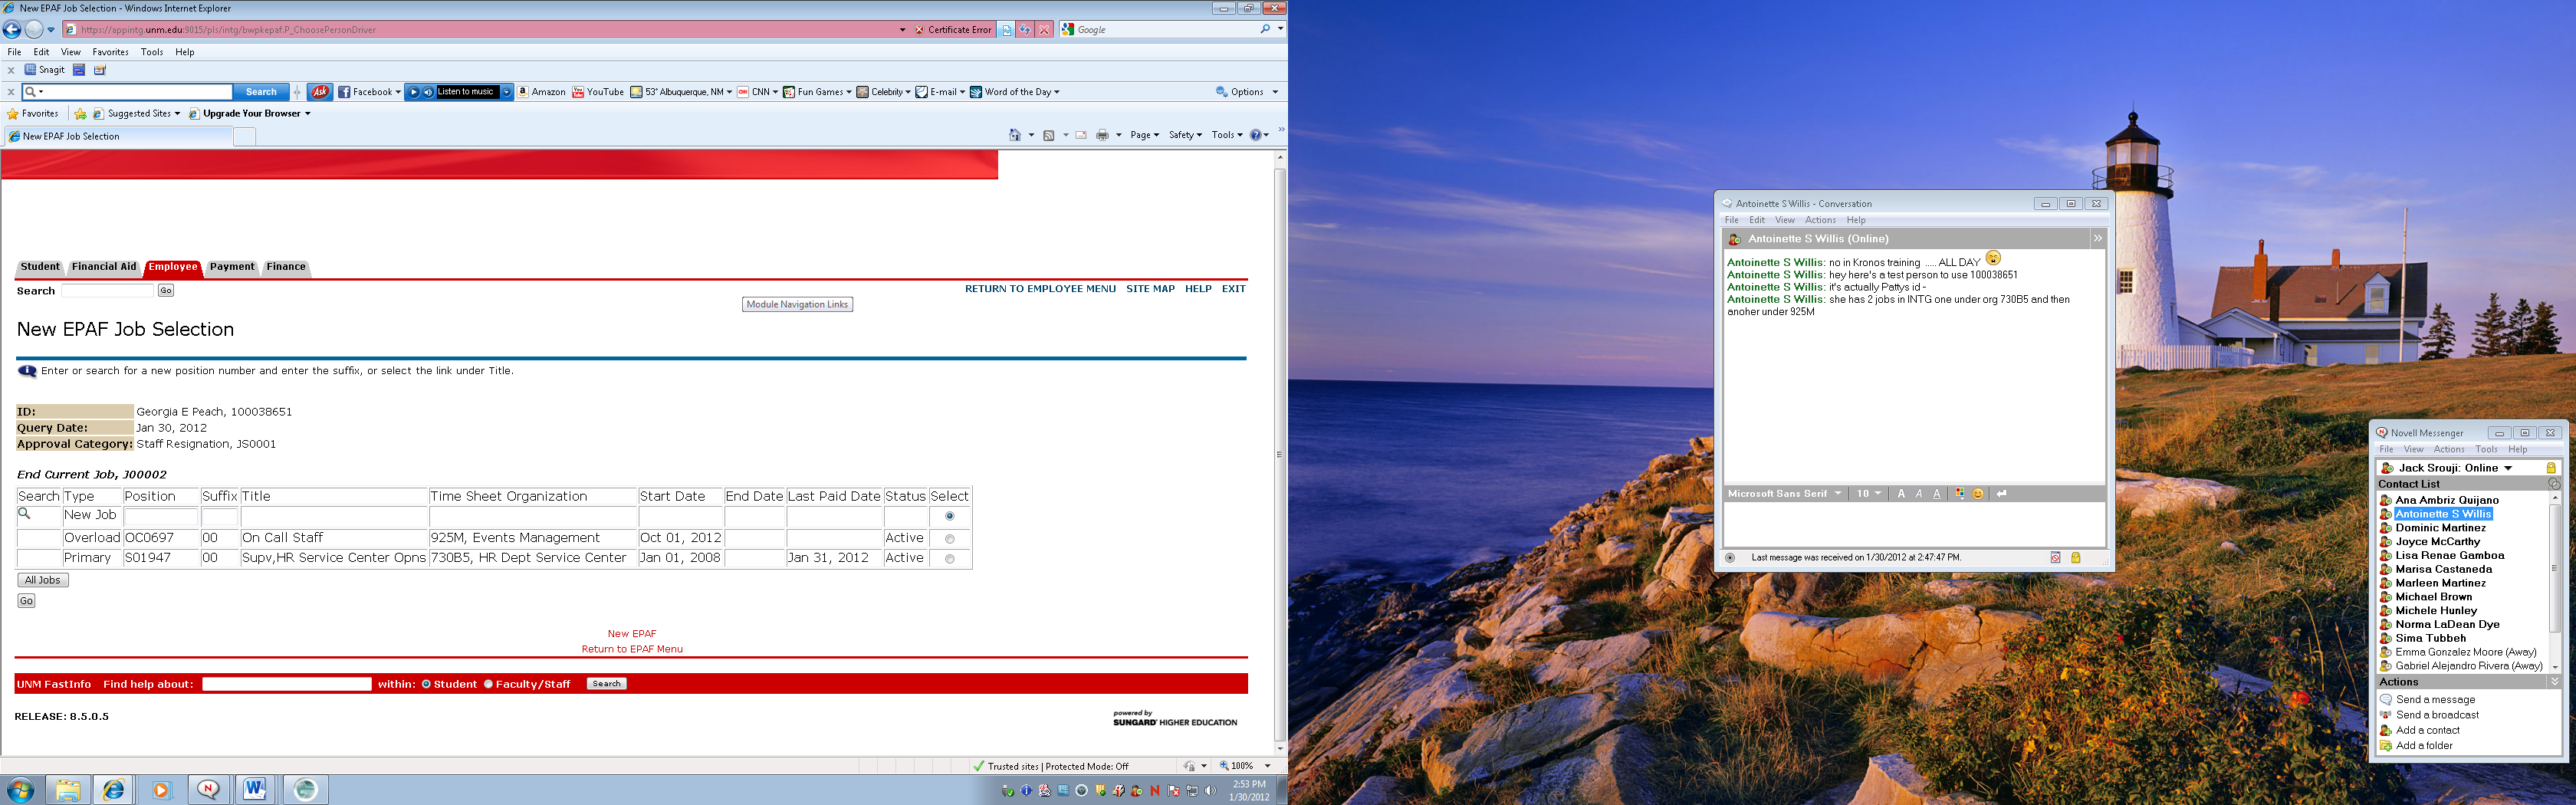 New EPAF Job Selection - Windows Internet Explorer
https://appintg.unm.edu:9015/pls/intg/bwpkepaf.P_ChoosePersonDriver
Certificate Error
Google
File Edit View Favorites Tools Help
Snagit
Search Ask Facebook Listen to music Amazon YouTube 53° Albuquerque, NM CNN Fun Games Celebrity E-mail Word of the Day Options
Favorites Suggested Sites Upgrade Your Browser
New EPAF Job Selection
Page Safety Tools
Student Financial Aid Employee Payment Finance
Search Go
RETURN TO EMPLOYEE MENU SITE MAP HELP EXIT
Module Navigation Links
New EPAF Job Selection
Enter or search for a new position number and enter the suffix, or select the link under Title.
ID: Georgia E Peach, 100038651
Query Date: Jan 30, 2012
Approval Category: Staff Resignation, JS0001
End Current Job, J00002
Search Type Position Suffix Title Time Sheet Organization Start Date End Date Last Paid Date Status Select
New Job
Overload OC0697 00 On Call Staff 925M, Events Management Oct 01, 2012 Active
Primary S01947 00 Supv,HR Service Center Opns 730B5, HR Dept Service Center Jan 01, 2008 Jan 31, 2012 Active
All Jobs
Go
New EPAF
Return to EPAF Menu
UNM FastInfo Find help about: within: Student Faculty/Staff Search
RELEASE: 8.5.0.5
powered by
SUNGARD HIGHER EDUCATION
Trusted sites | Protected Mode: Off
100%
2:53 PM
1/30/2012
Antoinette S Willis - Conversation
File Edit View Actions Help
Antoinette S Willis (Online)
Antoinette S Willis: no in Kronos training ..... ALL DAY
Antoinette S Willis: hey here's a test person to use 100038651
Antoinette S Willis: it's actually Pattys id -
Antoinette S Willis: she has 2 jobs in INTG one under org 730B5 and then
anoher under 925M
Microsoft Sans Serif 10 A A A
Last message was received on 1/30/2012 at 2:47:47 PM.
Novell Messenger
File View Actions Tools Help
Jack Srouji: Online
Contact List
Ana Ambriz Quijano
Antoinette S Willis
Dominic Martinez
Joyce McCarthy
Lisa Renae Gamboa
Marisa Castaneda
Marleen Martinez
Michael Brown
Michele Hunley
Norma LaDean Dye
Sima Tubbeh
Emma Gonzalez Moore (Away)
Gabriel Alejandro Rivera (Away)
Actions
Send a message
Send a broadcast
Add a contact
Add a folder